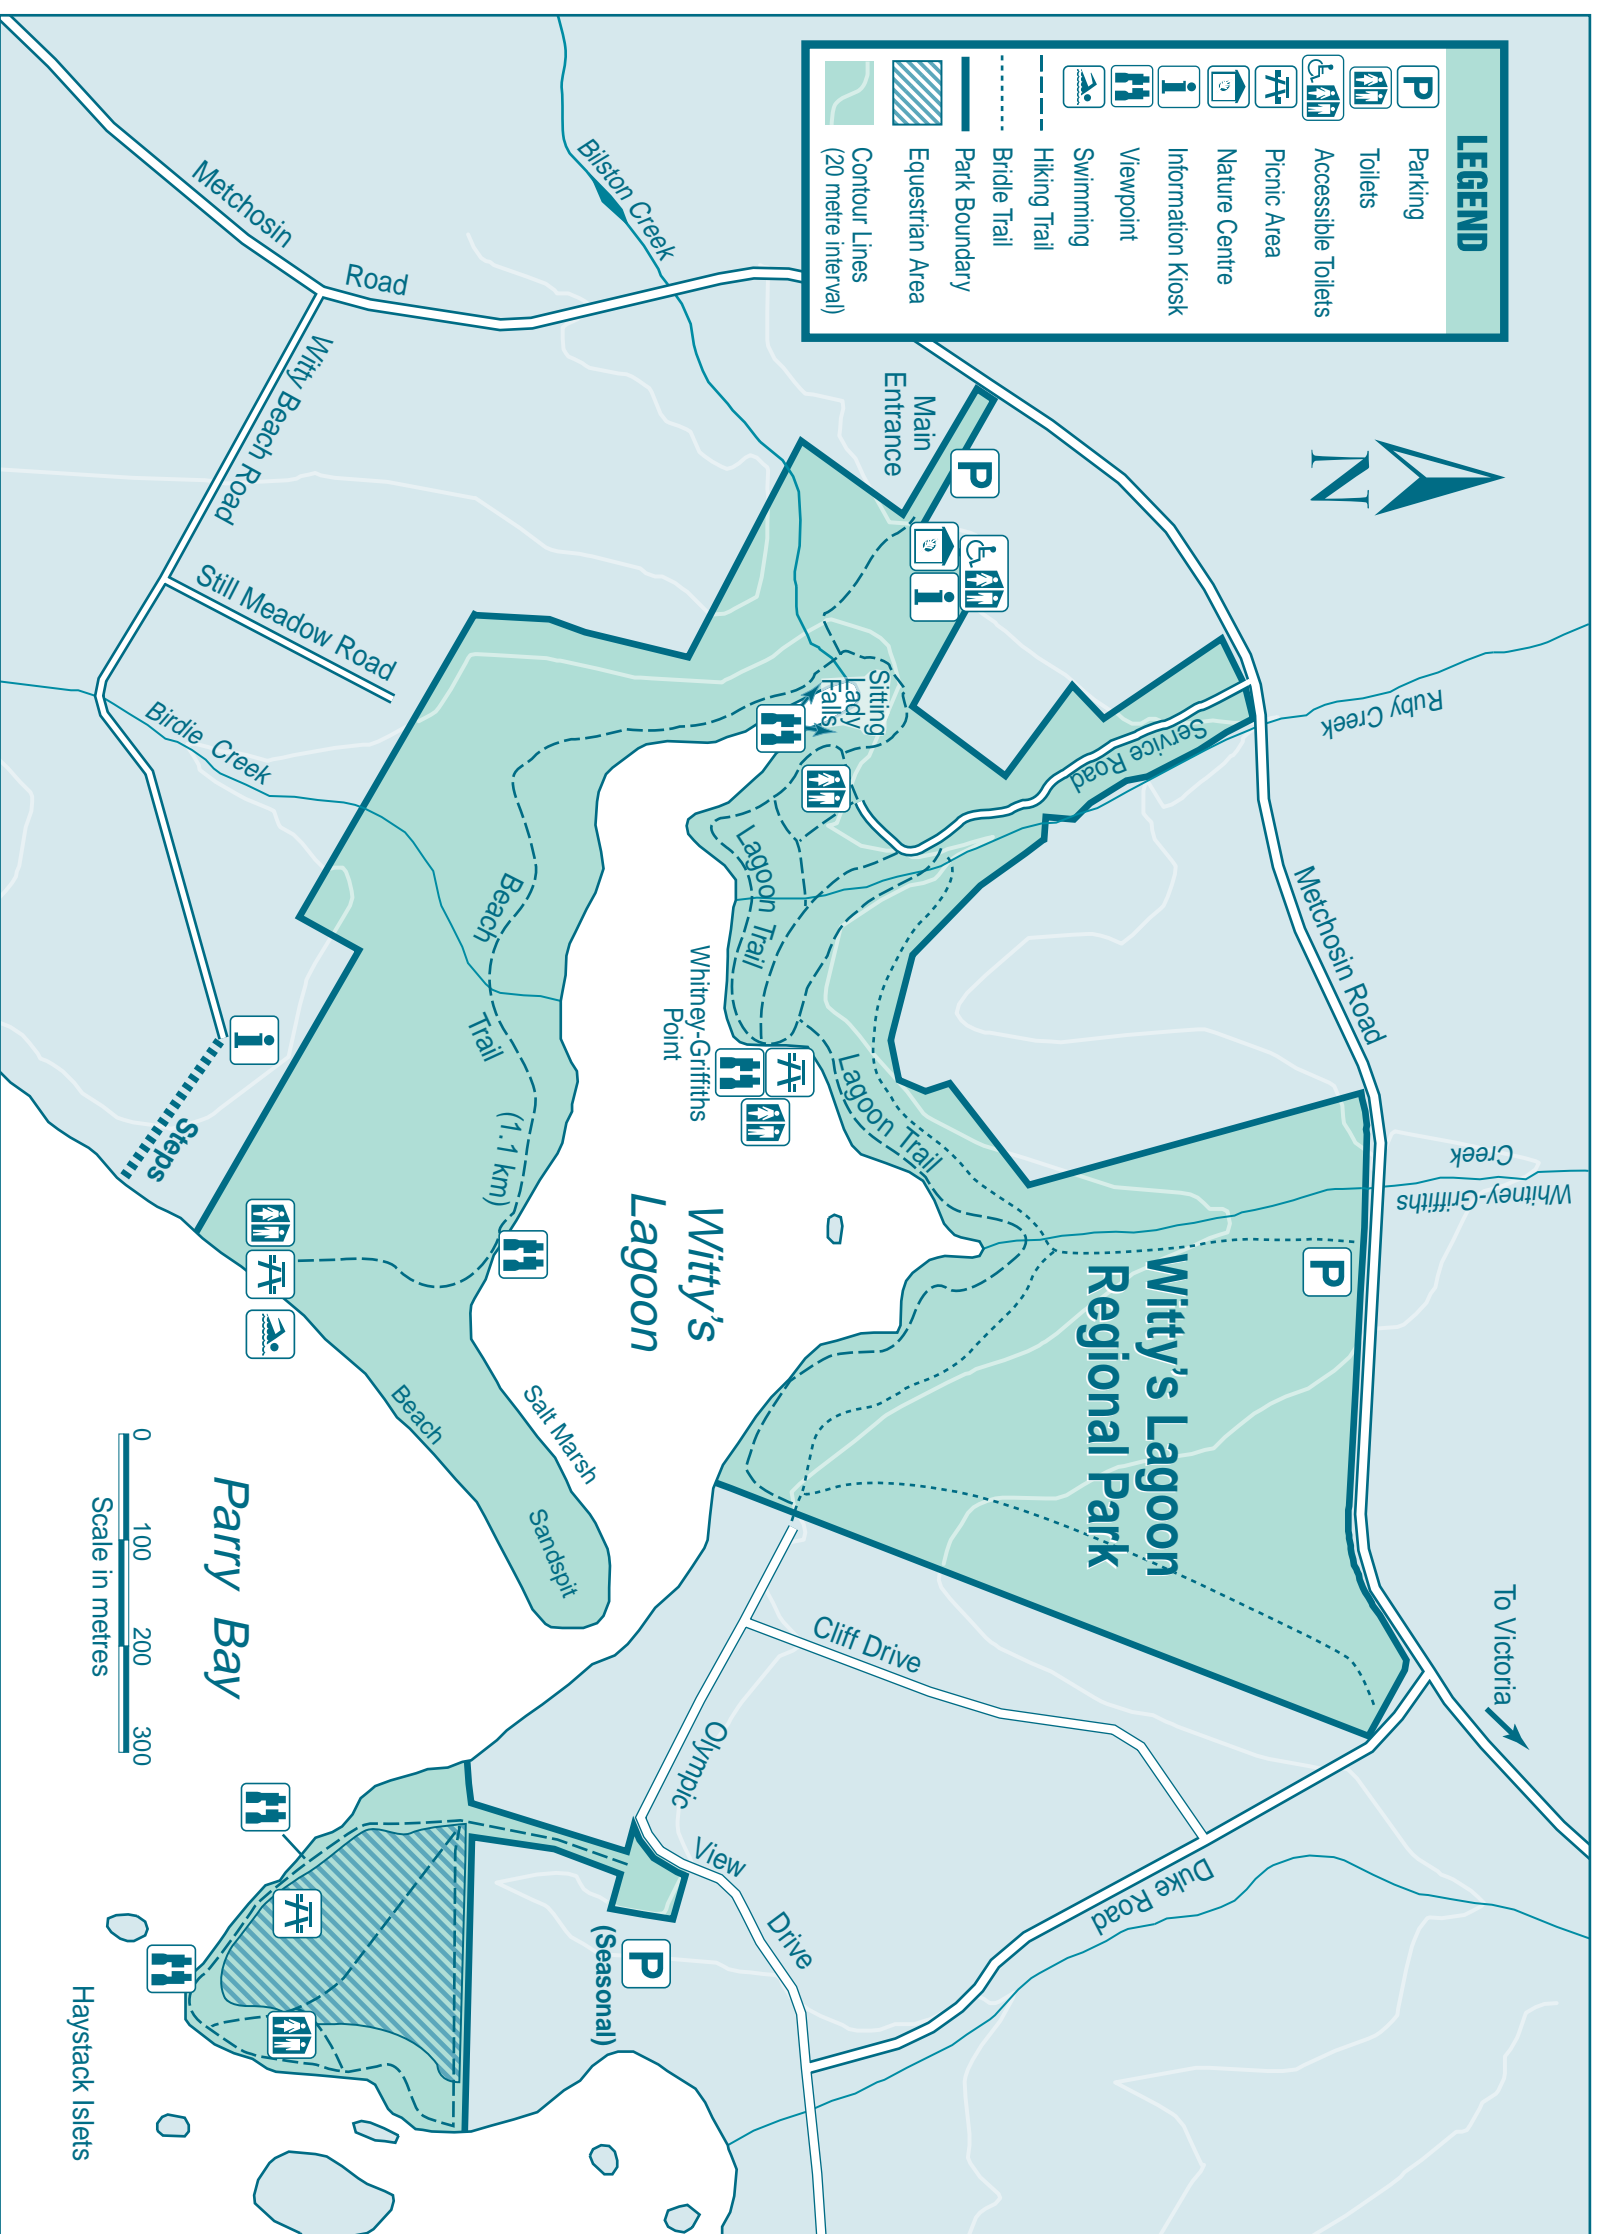 LEGEND
Parking
Toilets
Accessible Toilets
Picnic Area
Nature Centre
Information Kiosk
Viewpoint
Swimming
Hiking Trail
Bridle Trail
Park Boundary
Equestrian Area
Contour Lines
(20 metre interval)
N
To Victoria
Whitney-Griffiths
Creek
Ruby Creek
Metchosin Road
Service Road
Duke Road
Witty's Lagoon
Regional Park
P
P
Main
Entrance
i
Sitting
Lady
Falls
Lagoon Trail
Lagoon Trail
Cliff Drive
Olympic
View
Drive
P
(Seasonal)
Whitney-Griffiths
Point
Witty's
Lagoon
Bilston Creek
Metchosin
Road
Witty Beach Road
Still Meadow Road
Birdie Creek
Beach
Trail
(1.1 km)
Salt Marsh
Sandspit
Beach
i
Steps
Parry Bay
0 100 200 300
Scale in metres
Haystack Islets
P
i